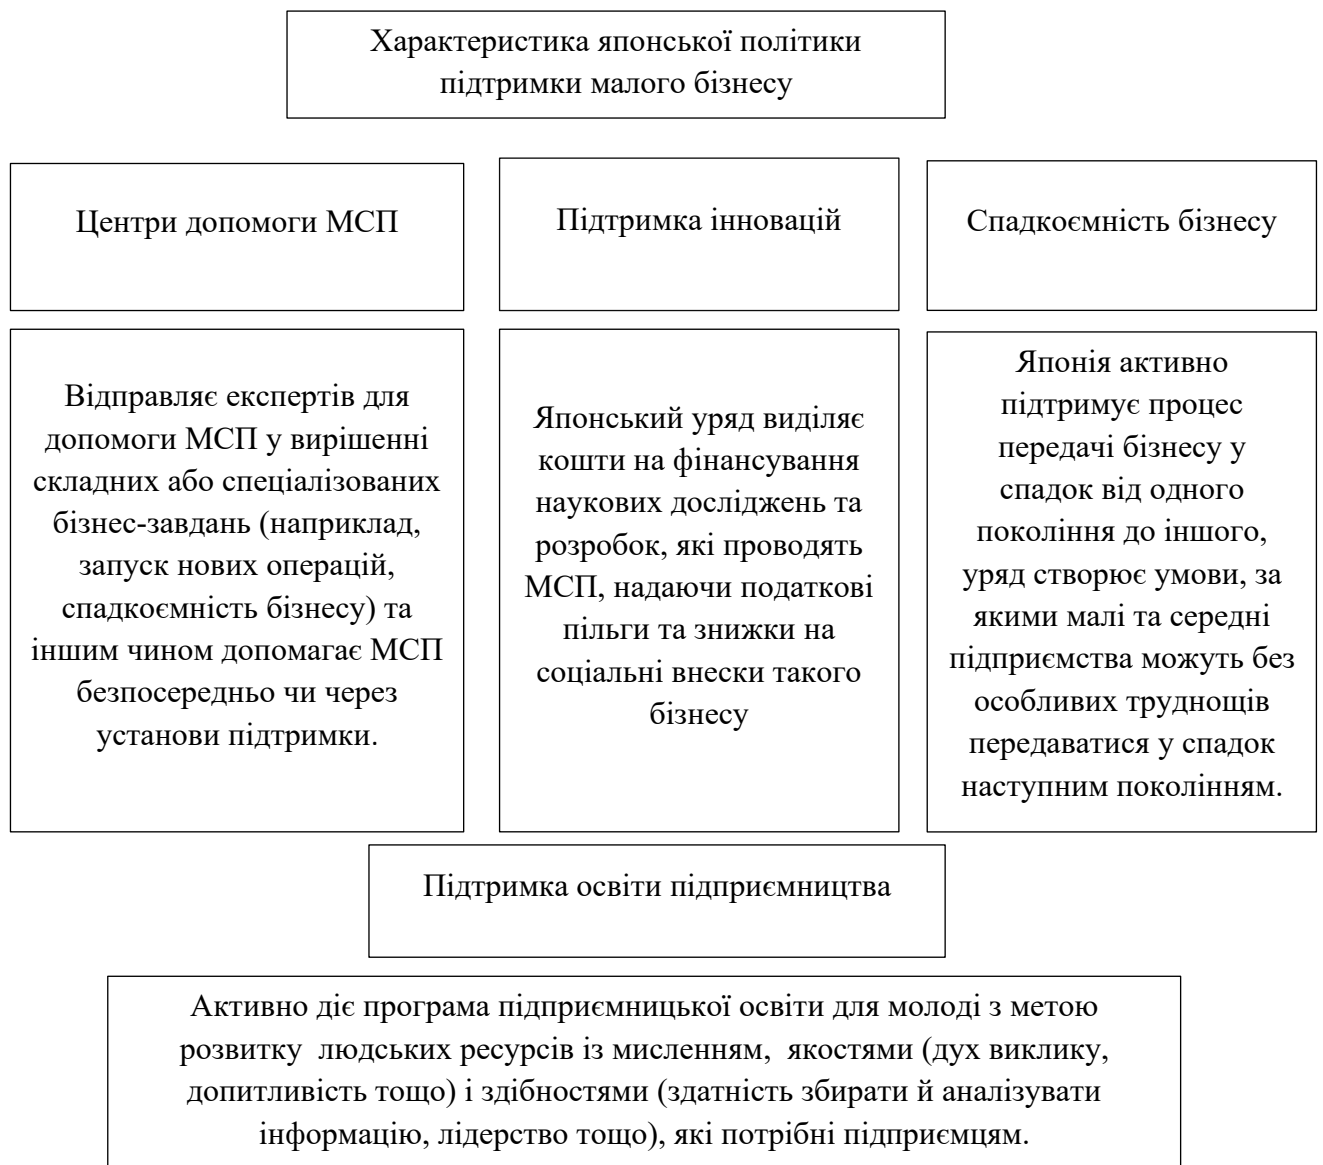 Характеристика японської політики
підтримки малого бізнесу
Центри допомоги МСП
Підтримка інновацій
Спадкоємність бізнесу
Відправляє експертів для
допомоги МСП у вирішенні
складних або спеціалізованих
бізнес-завдань (наприклад,
запуск нових операцій,
спадкоємність бізнесу) та
іншим чином допомагає МСП
безпосередньо чи через
установи підтримки.
Японський уряд виділяє
кошти на фінансування
наукових досліджень та
розробок, які проводять
МСП, надаючи податкові
пільги та знижки на
соціальні внески такого
бізнесу
Японія активно
підтримує процес
передачі бізнесу у
спадок від одного
покоління до іншого,
уряд створює умови, за
якими малі та середні
підприємства можуть без
особливих труднощів
передаватися у спадок
наступним поколінням.
Підтримка освіти підприємництва
Активно діє програма підприємницької освіти для молоді з метою
розвитку людських ресурсів із мисленням, якостями (дух виклику,
допитливість тощо) і здібностями (здатність збирати й аналізувати
інформацію, лідерство тощо), які потрібні підприємцям.